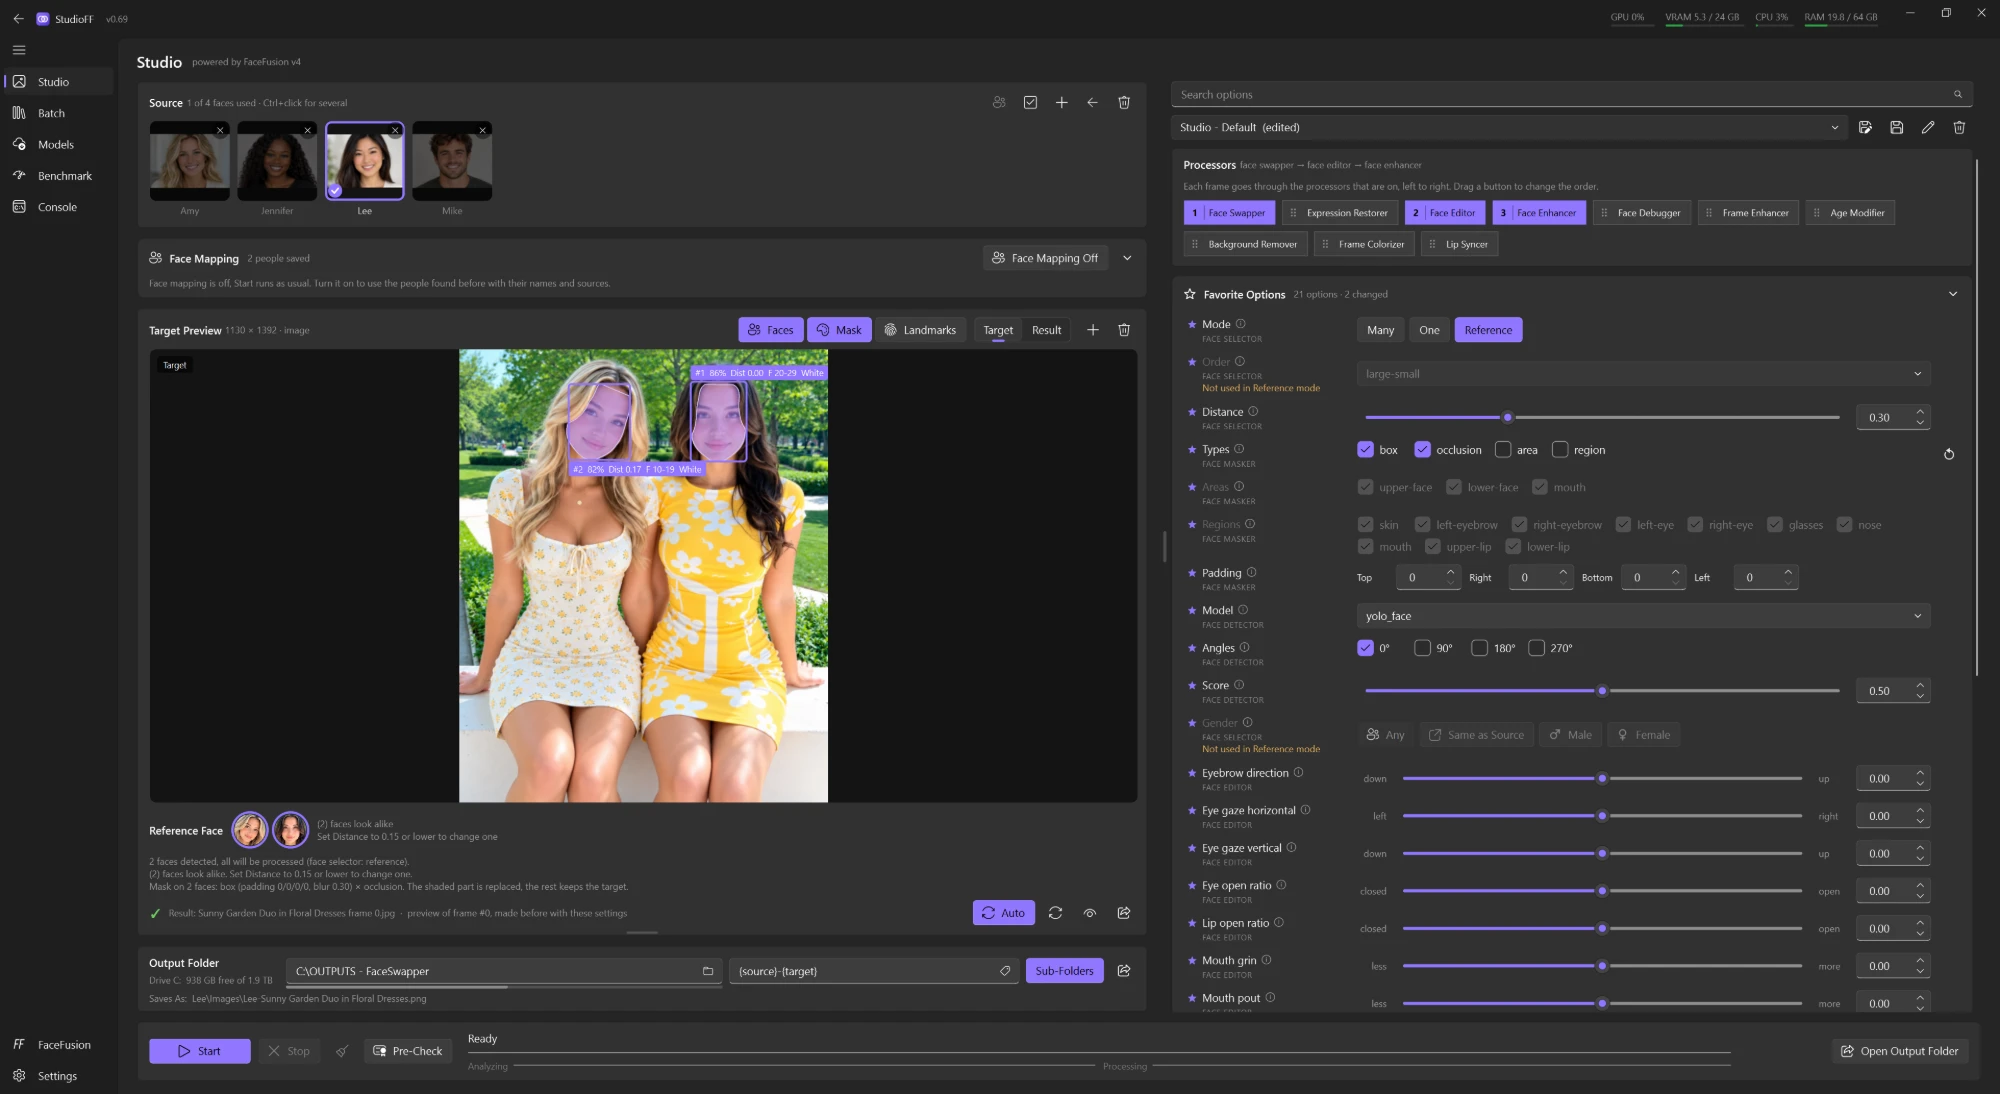 StudioFF v0.69
GPU 0% VRAM 5.3 / 24 GB CPU 3% RAM 19.8 / 64 GB
Studio
Batch
Models
Benchmark
Console
FaceFusion
Settings
Studio powered by FaceFusion v4
Source 1 of 4 faces used · Ctrl+click for several
Amy Jennifer Lee Mike
Face Mapping 2 people saved
Face Mapping Off
Face mapping is off, Start runs as usual. Turn it on to use the people found before with their names and sources.
Target Preview 1130 × 1392 · image
Faces Mask Landmarks Target Result
Target
#1 86% Dist 0.00 F 20-29 White
#2 82% Dist 0.17 F 10-19 White
Reference Face
(2) faces look alike
Set Distance to 0.15 or lower to change one
2 faces detected, all will be processed (face selector: reference).
(2) faces look alike. Set Distance to 0.15 or lower to change one.
Mask on 2 faces: box (padding 0/0/0/0, blur 0.30) × occlusion. The shaded part is replaced, the rest keeps the target.
Result: Sunny Garden Duo in Floral Dresses frame 0.jpg · preview of frame #0, made before with these settings
Auto
Output Folder
Drive C: 938 GB free of 1.9 TB
C:\OUTPUTS - FaceSwapper
{source}-{target}
Sub-Folders
Saves As: Lee\Images\Lee-Sunny Garden Duo in Floral Dresses.png
Start Stop Pre-Check
Ready
Analyzing Processing
Open Output Folder
Search options
Studio - Default (edited)
Processors face swapper → face editor → face enhancer
Each frame goes through the processors that are on, left to right. Drag a button to change the order.
1 Face Swapper Expression Restorer 2 Face Editor 3 Face Enhancer Face Debugger Frame Enhancer Age Modifier
Background Remover Frame Colorizer Lip Syncer
Favorite Options 21 options · 2 changed
Mode
FACE SELECTOR
Many One Reference
Order
FACE SELECTOR
Not used in Reference mode
large-small
Distance
FACE SELECTOR
0.30
Types
FACE MASKER
box occlusion area region
Areas
FACE MASKER
upper-face lower-face mouth
Regions
FACE MASKER
skin left-eyebrow right-eyebrow left-eye right-eye glasses nose
mouth upper-lip lower-lip
Padding
FACE MASKER
Top 0 Right 0 Bottom 0 Left 0
Model
FACE DETECTOR
yolo_face
Angles
FACE DETECTOR
0° 90° 180° 270°
Score
FACE DETECTOR
0.50
Gender
FACE SELECTOR
Not used in Reference mode
Any Same as Source Male Female
Eyebrow direction
FACE EDITOR
down up 0.00
Eye gaze horizontal
FACE EDITOR
left right 0.00
Eye gaze vertical
FACE EDITOR
down up 0.00
Eye open ratio
FACE EDITOR
closed open 0.00
Lip open ratio
FACE EDITOR
closed open 0.00
Mouth grin
FACE EDITOR
less more 0.00
Mouth pout
FACE EDITOR
less more 0.00